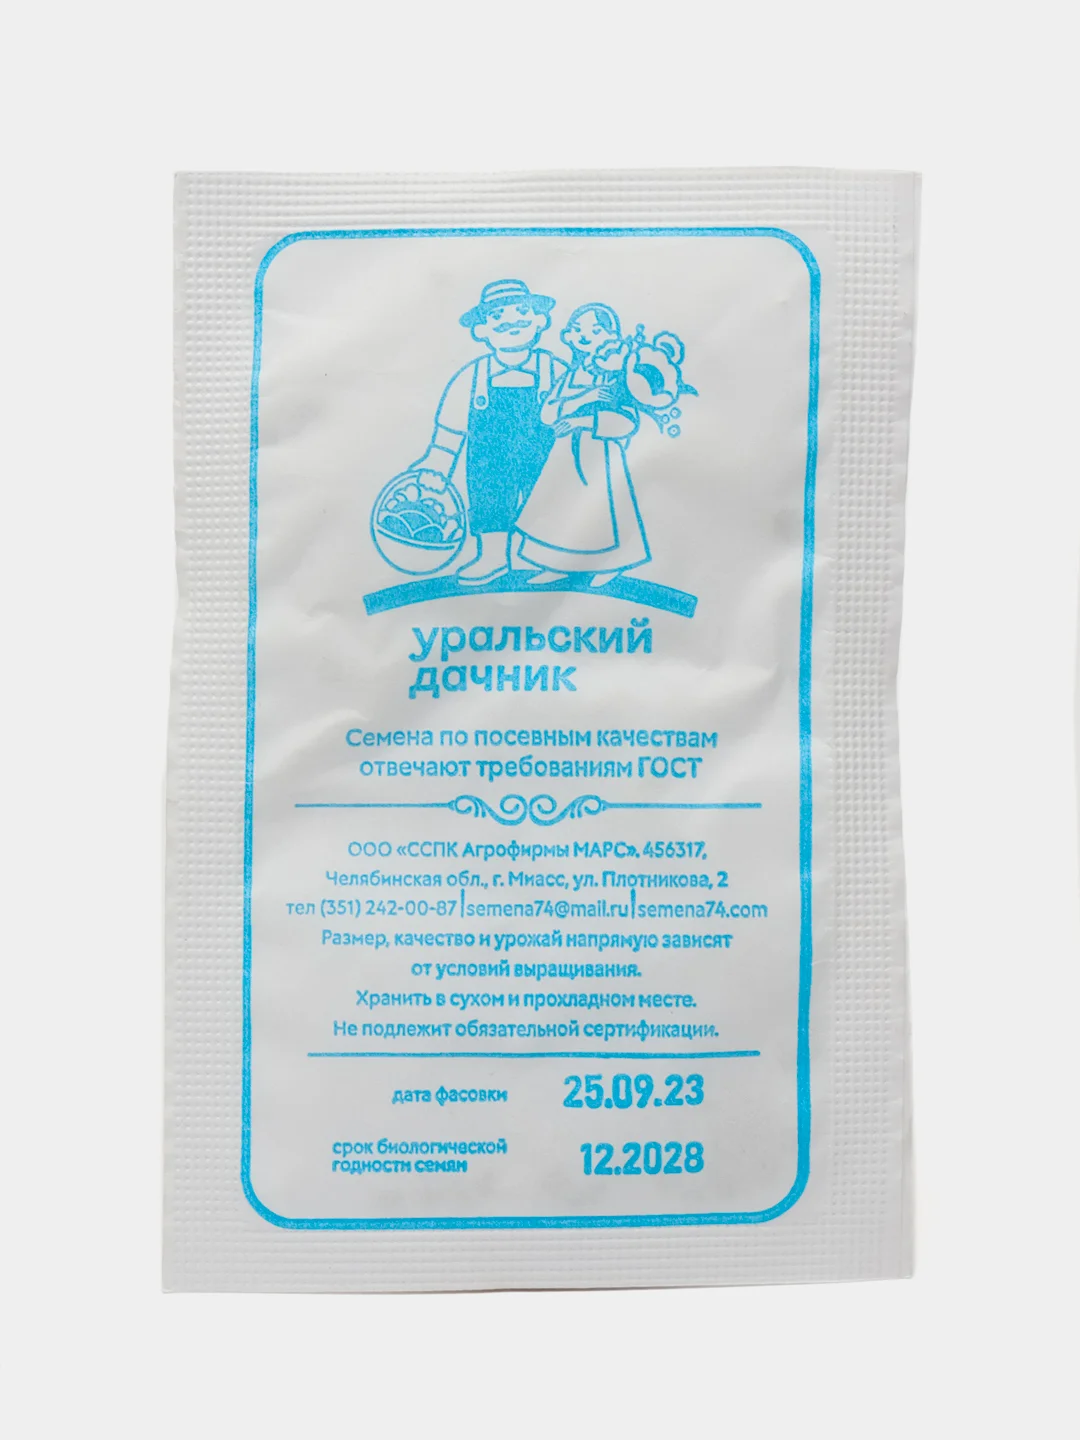 уральский
дачник
Семена по посевным качествам
отвечают требованиям ГОСТ
ООО «ССПК Агрофирмы МАРС». 456317,
Челябинская обл., г. Миасс, ул. Плотникова, 2
тел (351) 242-00-87|semena74@mail.ru|semena74.com
Размер, качество и урожай напрямую зависят
от условий выращивания.
Хранить в сухом и прохладном месте.
Не подлежит обязательной сертификации.
дата фасовки 25.09.23
срок биологической
годности семян 12.2028